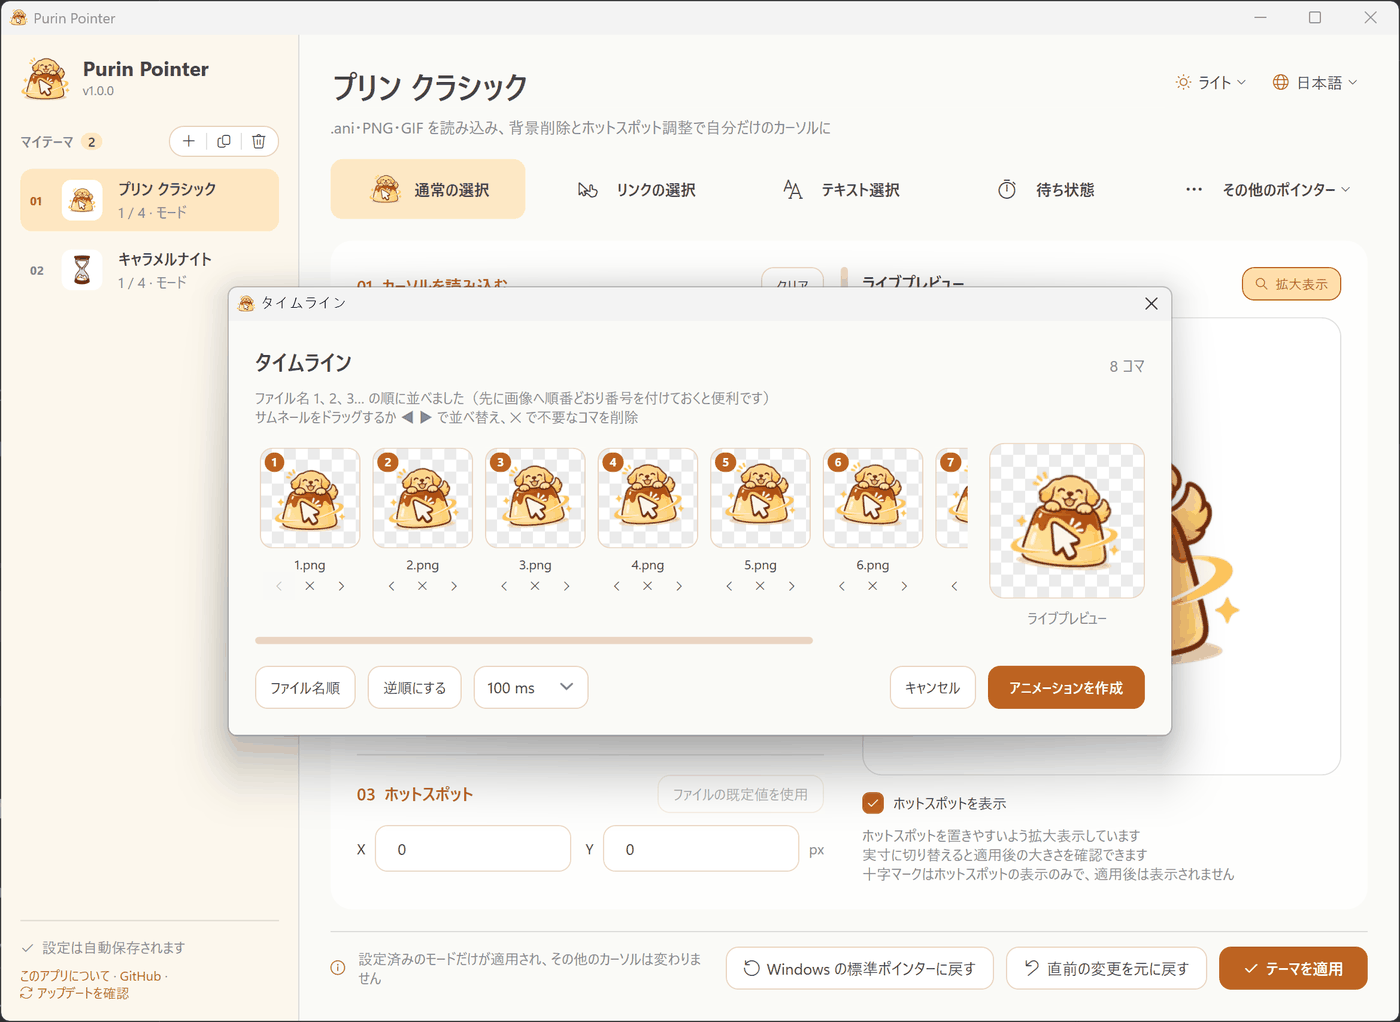 Purin Pointer
Purin Pointer
v1.0.0
マイテーマ 2
01
プリン クラシック
1 / 4 · モード
02
キャラメルナイト
1 / 4 · モード
プリン クラシック
.ani･PNG･GIF を読み込み、背景削除とホットスポット調整で自分だけのカーソルに
ライト
日本語
通常の選択
リンクの選択
テキスト選択
待ち状態
その他のポインター
01 カーソルを読み込む
クリア
ライブプレビュー
拡大表示
タイムライン
タイムライン
8 コマ
ファイル名 1、2、3... の順に並べました（先に画像へ順番どおり番号を付けておくと便利です）
サムネールをドラッグするか ◀ ▶ で並べ替え、✕ で不要なコマを削除
1
2
3
4
5
6
7
1.png
2.png
3.png
4.png
5.png
6.png
ライブプレビュー
ファイル名順
逆順にする
100 ms
キャンセル
アニメーションを作成
03 ホットスポット
ファイルの既定値を使用
X 0
Y 0 px
ホットスポットを表示
ホットスポットを置きやすいよう拡大表示しています
実寸に切り替えると適用後の大きさを確認できます
十字マークはホットスポットの表示のみで、適用後は表示されません
設定は自動保存されます
このアプリについて · GitHub ·
アップデートを確認
設定済みのモードだけが適用され、その他のカーソルは変わりま
せん
Windows の標準ポインターに戻す
直前の変更を元に戻す
テーマを適用